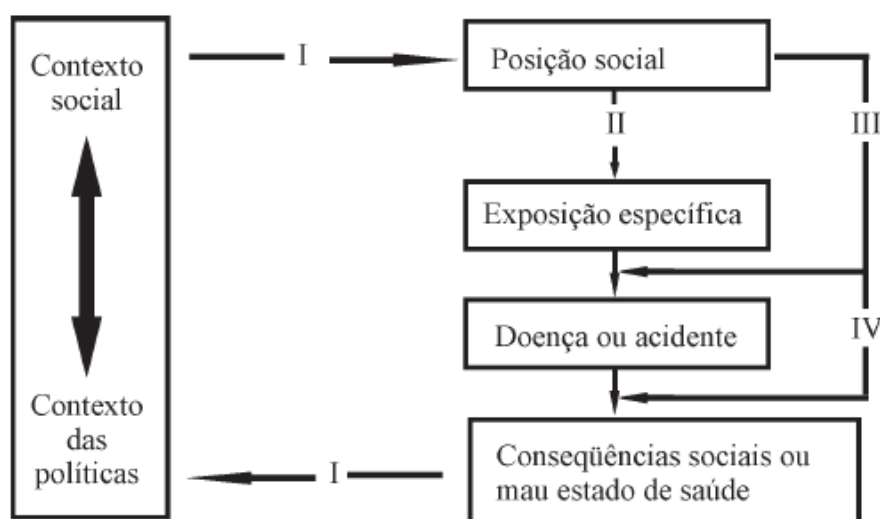 Contexto
social
Contexto
das
políticas
I
Posição social
II
III
Exposição específica
Doença ou acidente
IV
Conseqüências sociais ou
mau estado de saúde
I